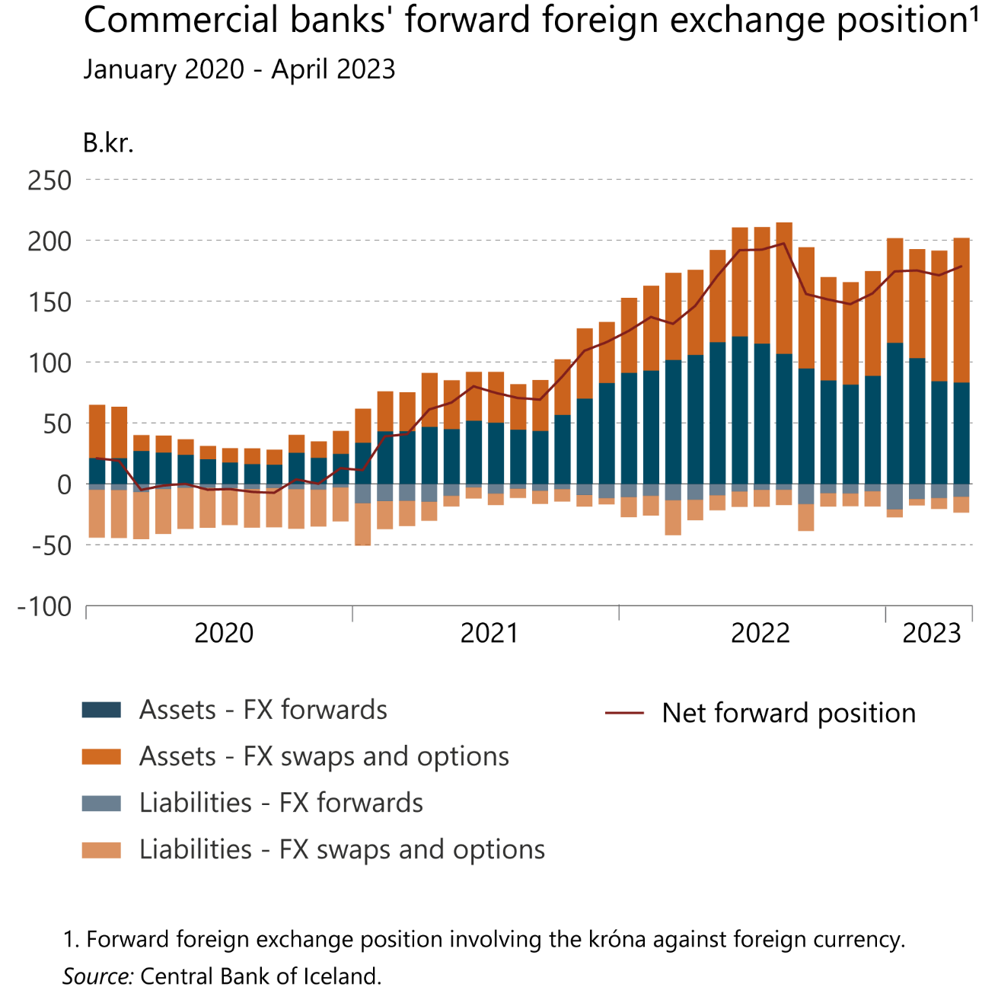 Commercial banks' forward foreign exchange position¹
January 2020 - April 2023
B.kr.
250
200
150
100
50
0
-50
-100
2020 2021 2022 2023
Assets - FX forwards
Net forward position
Assets - FX swaps and options
Liabilities - FX forwards
Liabilities - FX swaps and options
1. Forward foreign exchange position involving the króna against foreign currency.
Source: Central Bank of Iceland.